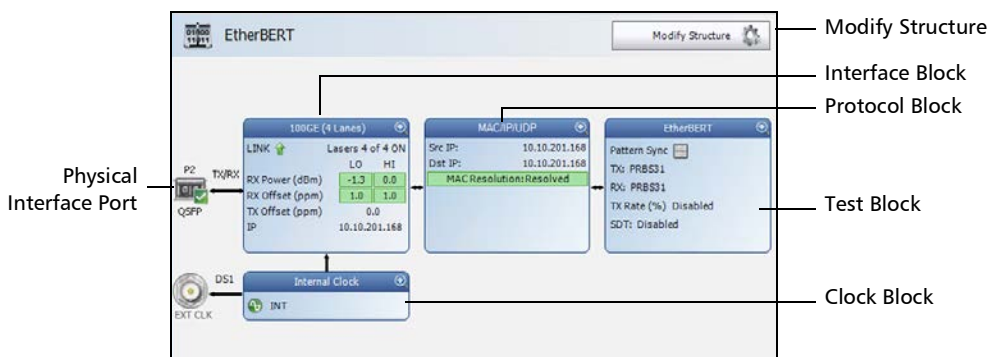 01000
11011
EtherBERT
Modify Structure
Modify Structure
Interface Block
Protocol Block
100GE (4 Lanes)
LINK
Lasers 4 of 4 ON
LO HI
RX Power (dBm) -1.3 0.0
RX Offset (ppm) 1.0 1.0
TX Offset (ppm) 0.0
IP 10.10.201.168
MAC/IP/UDP
Src IP: 10.10.201.168
Dst IP: 10.10.201.168
MAC Resolution:Resolved
EtherBERT
Pattern Sync
TX: PRBS31
RX: PRBS31
TX Rate (%) Disabled
SDT: Disabled
Physical
Interface Port
P2
TX/RX
QSFP
Test Block
DS1
EXT CLK
Internal Clock
INT
Clock Block